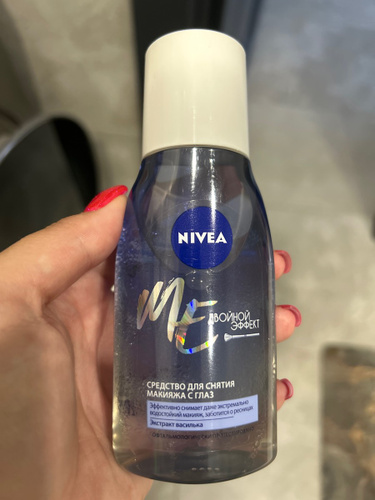 NIVEA
ME
ДВОЙНОЙ
ЭФФЕКТ
СРЕДСТВО ДЛЯ СНЯТИЯ
МАКИЯЖА С ГЛАЗ
Эффективно снимает даже экстремально
водостойкий макияж, заботится о ресницах
Экстракт василька